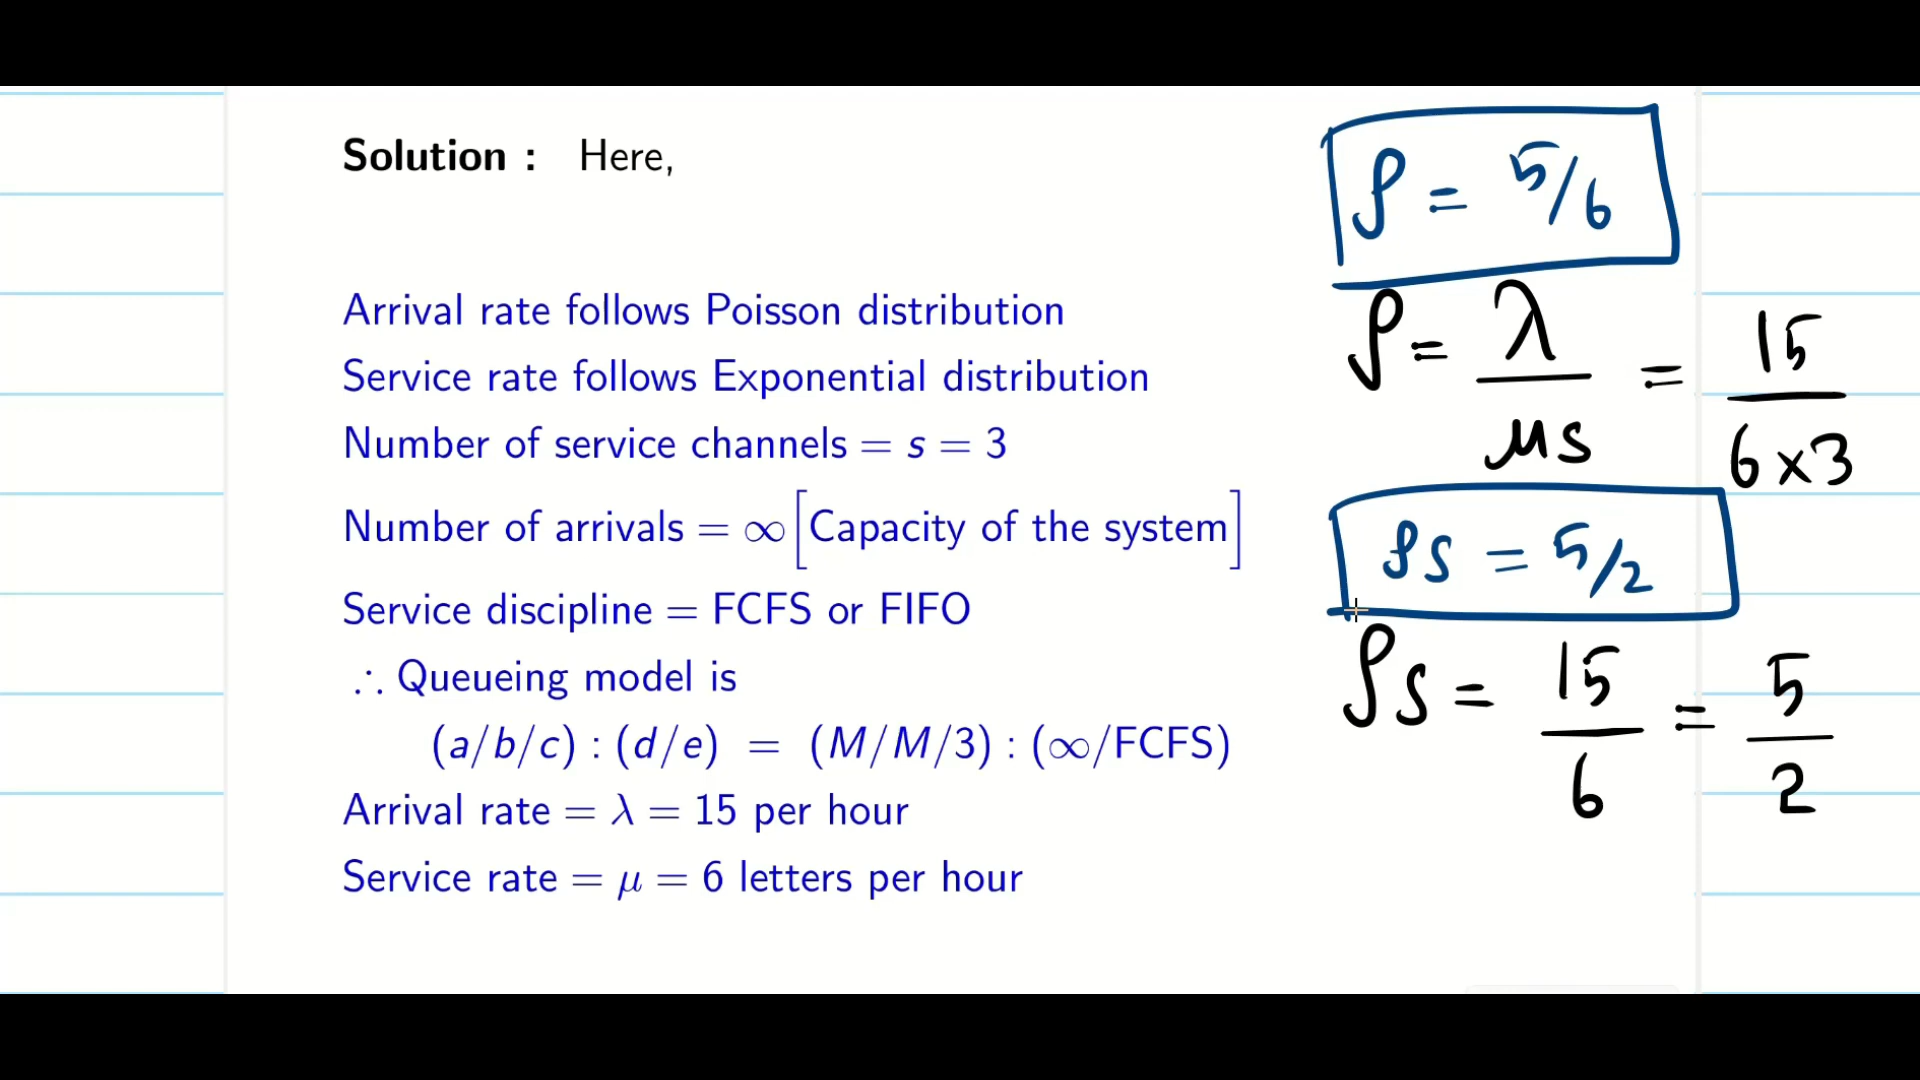 Solution : Here,
Arrival rate follows Poisson distribution
Service rate follows Exponential distribution
Number of service channels = s = 3
Number of arrivals = ∞ [Capacity of the system]
Service discipline = FCFS or FIFO
∴ Queueing model is
(a/b/c) : (d/e) = (M/M/3) : (∞/FCFS)
Arrival rate = λ = 15 per hour
Service rate = μ = 6 letters per hour
ρ = 5/6
ρ = λ/μs = 15/6×3
ρs = 5/2
ρs = 15/6 = 5/2